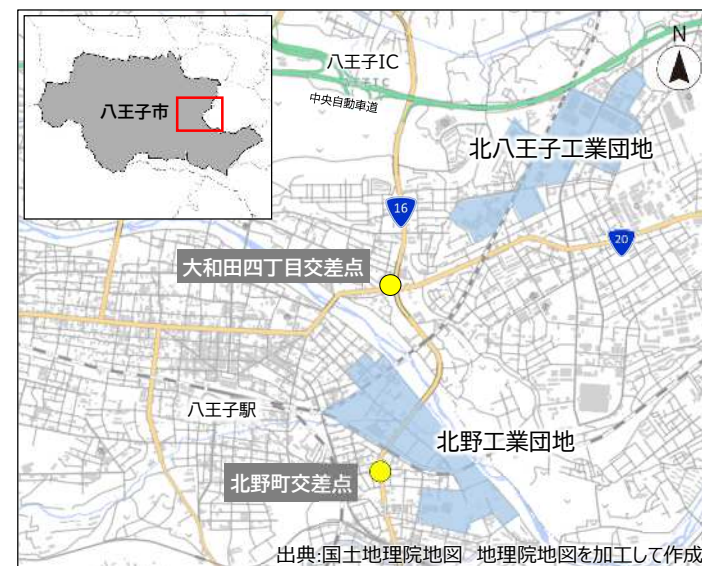 八王子市
八王子IC
中央自動車道
N
北八王子工業団地
16
20
大和田四丁目交差点
八王子駅
北野工業団地
北野町交差点
出典:国土地理院地図 地理院地図を加工して作成